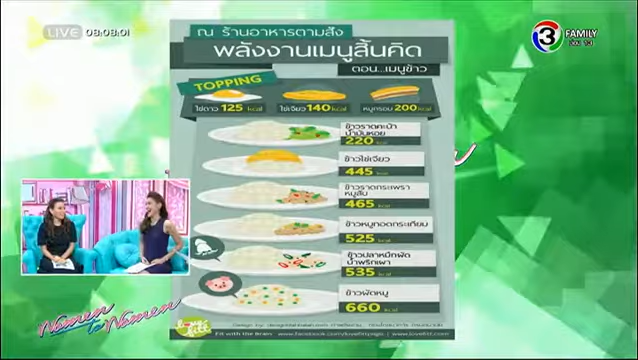 LIVE 08:08:01
3 FAMILY
ณ ร้านอาหารตามสั่ง
พลังงานเมนูสิ้นคิด
ตอน...เมนูข้าว
TOPPING
ไข่ดาว 125 kcal
ไข่เจียว 140 kcal
หมูกรอบ 200 kcal
ข้าวราดคะน้า
น้ำมันหอย
220 kcal
ข้าวไข่เจียว
445 kcal
ข้าวราดกระเพรา
หมูสับ
465 kcal
ข้าวหมูทอดกระเทียม
525 kcal
ข้าวปลาหมึกผัด
น้ำพริกเผา
535 kcal
ข้าวผัดหมู
660 kcal
Women to Women
Fit with the Brain